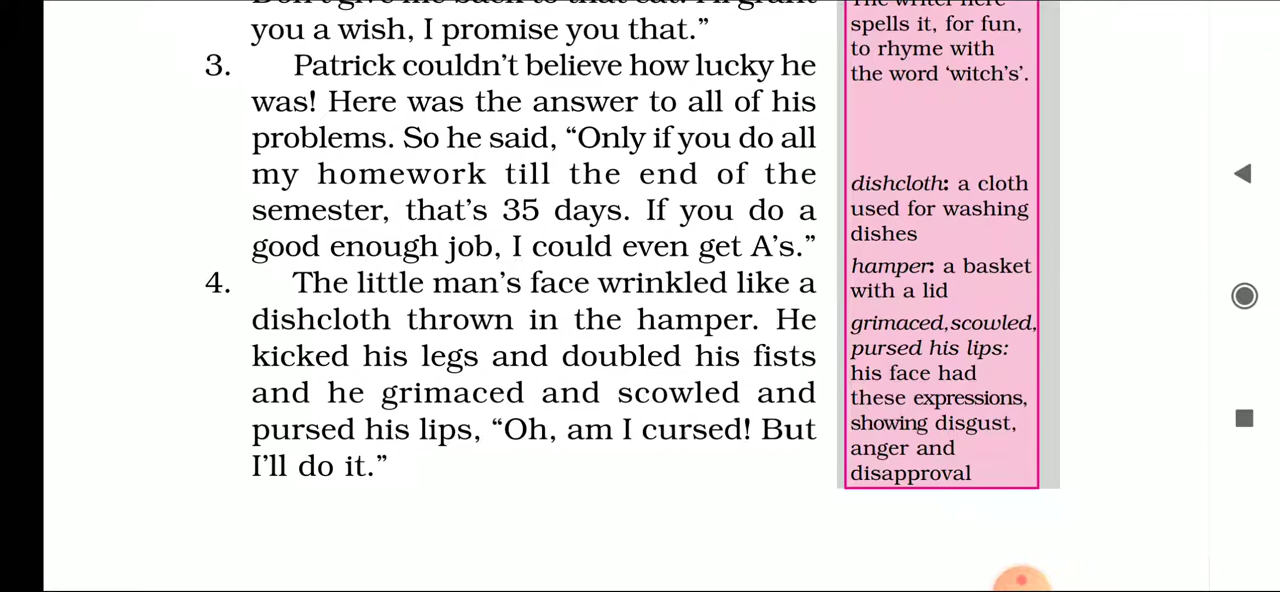 you a wish, I promise you that.”
3. Patrick couldn’t believe how lucky he
was! Here was the answer to all of his
problems. So he said, “Only if you do all
my homework till the end of the
semester, that’s 35 days. If you do a
good enough job, I could even get A’s.”
4. The little man’s face wrinkled like a
dishcloth thrown in the hamper. He
kicked his legs and doubled his fists
and he grimaced and scowled and
pursed his lips, “Oh, am I cursed! But
I’ll do it.”
The writer here
spells it, for fun,
to rhyme with
the word ‘witch’s’.
dishcloth: a cloth
used for washing
dishes
hamper: a basket
with a lid
grimaced,scowled,
pursed his lips:
his face had
these expressions,
showing disgust,
anger and
disapproval